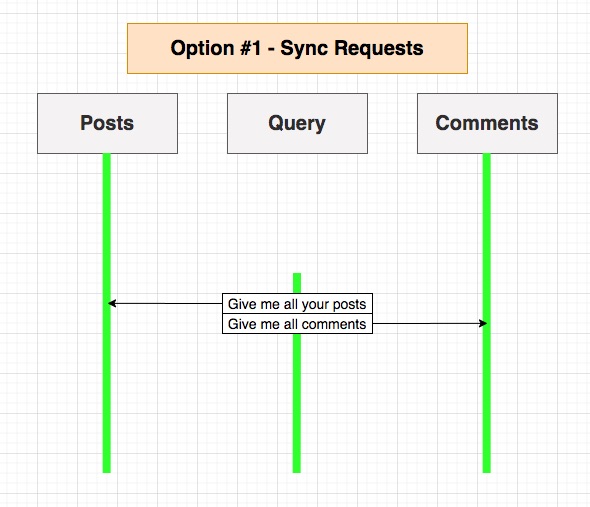 Option #1 - Sync Requests
Posts
Query
Comments
Give me all your posts
Give me all comments